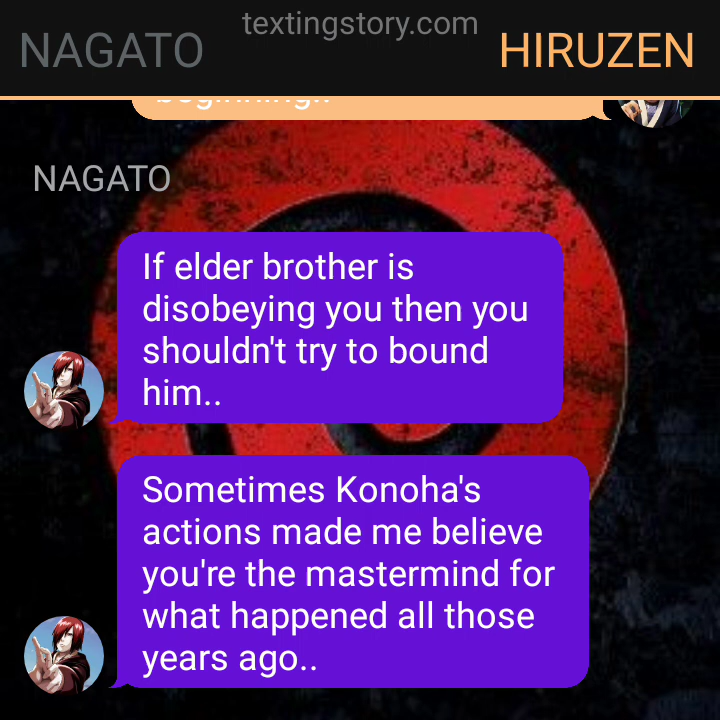 textingstory.com
NAGATO
HIRUZEN
beginning..
NAGATO
If elder brother is
disobeying you then you
shouldn't try to bound
him..
Sometimes Konoha's
actions made me believe
you're the mastermind for
what happened all those
years ago..